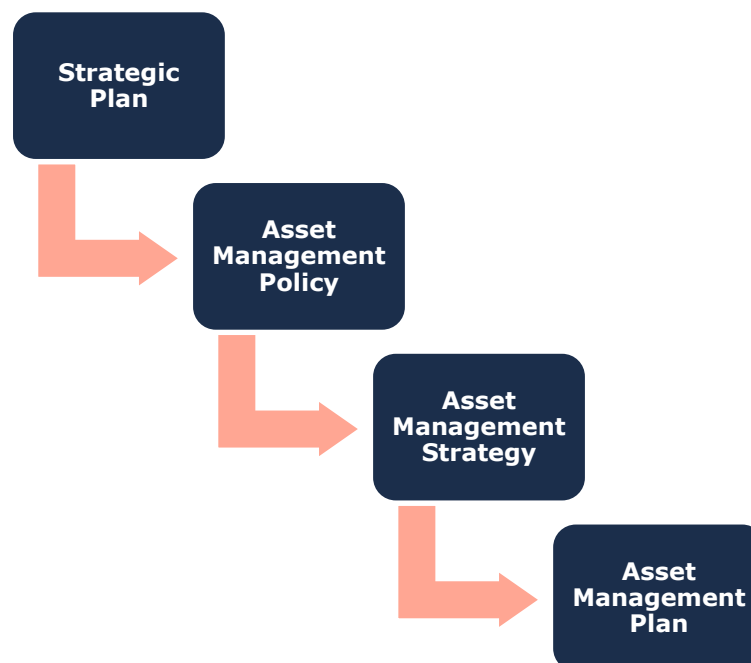 Strategic
Plan
Asset
Management
Policy
Asset
Management
Strategy
Asset
Management
Plan